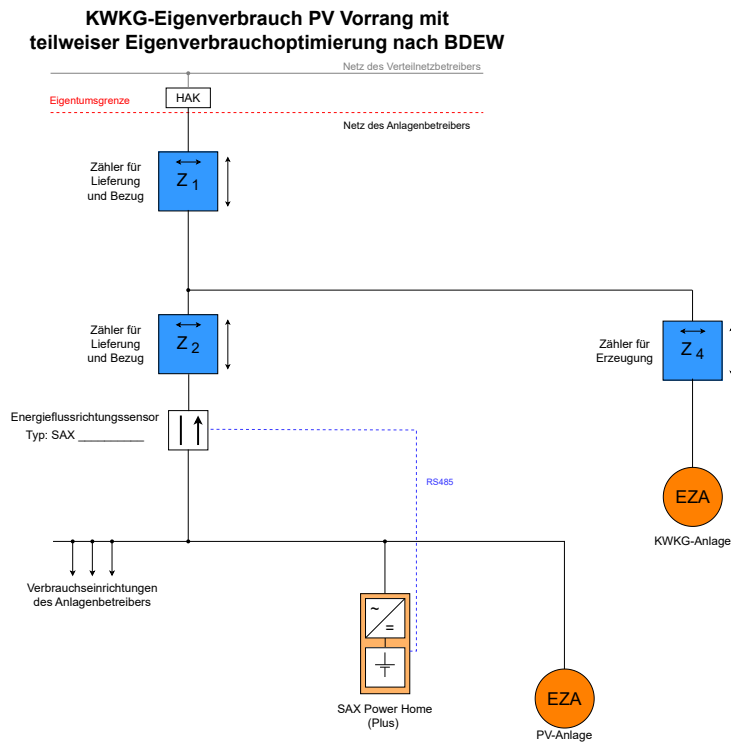 KWKG-Eigenverbrauch PV Vorrang mit
teilweiser Eigenverbrauchoptimierung nach BDEW
Netz des Verteilnetzbetreibers
HAK
Eigentumsgrenze
Netz des Anlagenbetreibers
Zähler für
Lieferung
und Bezug
Z 1
Zähler für
Lieferung
und Bezug
Z 2
Zähler für
Erzeugung
Z 4
Energieflussrichtungssensor
Typ: SAX __________
RS485
EZA
KWKG-Anlage
Verbrauchseinrichtungen
des Anlagenbetreibers
~
=
SAX Power Home
(Plus)
EZA
PV-Anlage